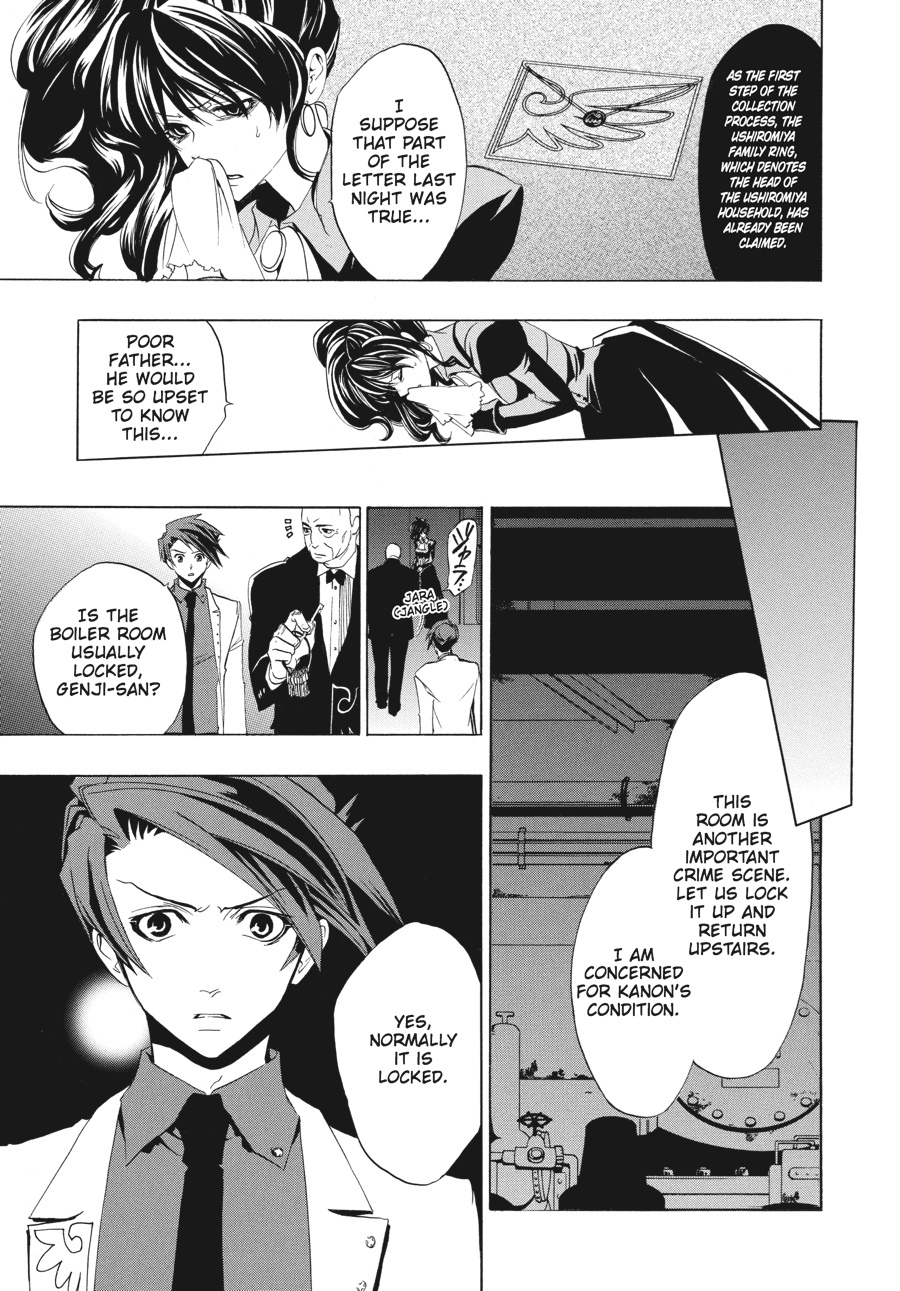 AS THE FIRST
STEP OF THE
COLLECTION
PROCESS, THE
USHIROMIYA
FAMILY RING,
WHICH DENOTES
THE HEAD OF
THE USHIROMIYA
HOUSEHOLD, HAS
ALREADY BEEN
CLAIMED.
I
SUPPOSE
THAT PART
OF THE
LETTER LAST
NIGHT WAS
TRUE...
POOR
FATHER...
HE WOULD
BE SO UPSET
TO KNOW
THIS...
THIS
ROOM IS
ANOTHER
IMPORTANT
CRIME SCENE.
LET US LOCK
IT UP AND
RETURN
UPSTAIRS.
I AM
CONCERNED
FOR KANON'S
CONDITION.
ジャラ…
JARA
(JANGLE)
IS THE
BOILER ROOM
USUALLY
LOCKED,
GENJI-SAN?
YES,
NORMALLY
IT IS
LOCKED.